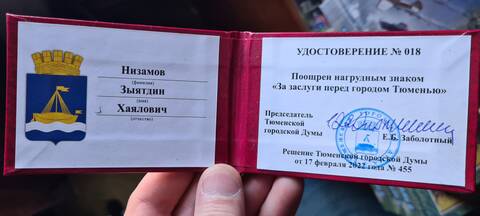 Низамов
(фамилия)
Зыятдин
(имя)
Хаялович
(отчество)
УДОСТОВЕРЕНИЕ № 018
Поощрен нагрудным знаком
«За заслуги перед городом Тюменью»
Председатель
Тюменской
городской Думы
Е.Б. Заболотный
Решение Тюменской городской Думы
от 17 февраля 2022 года № 455